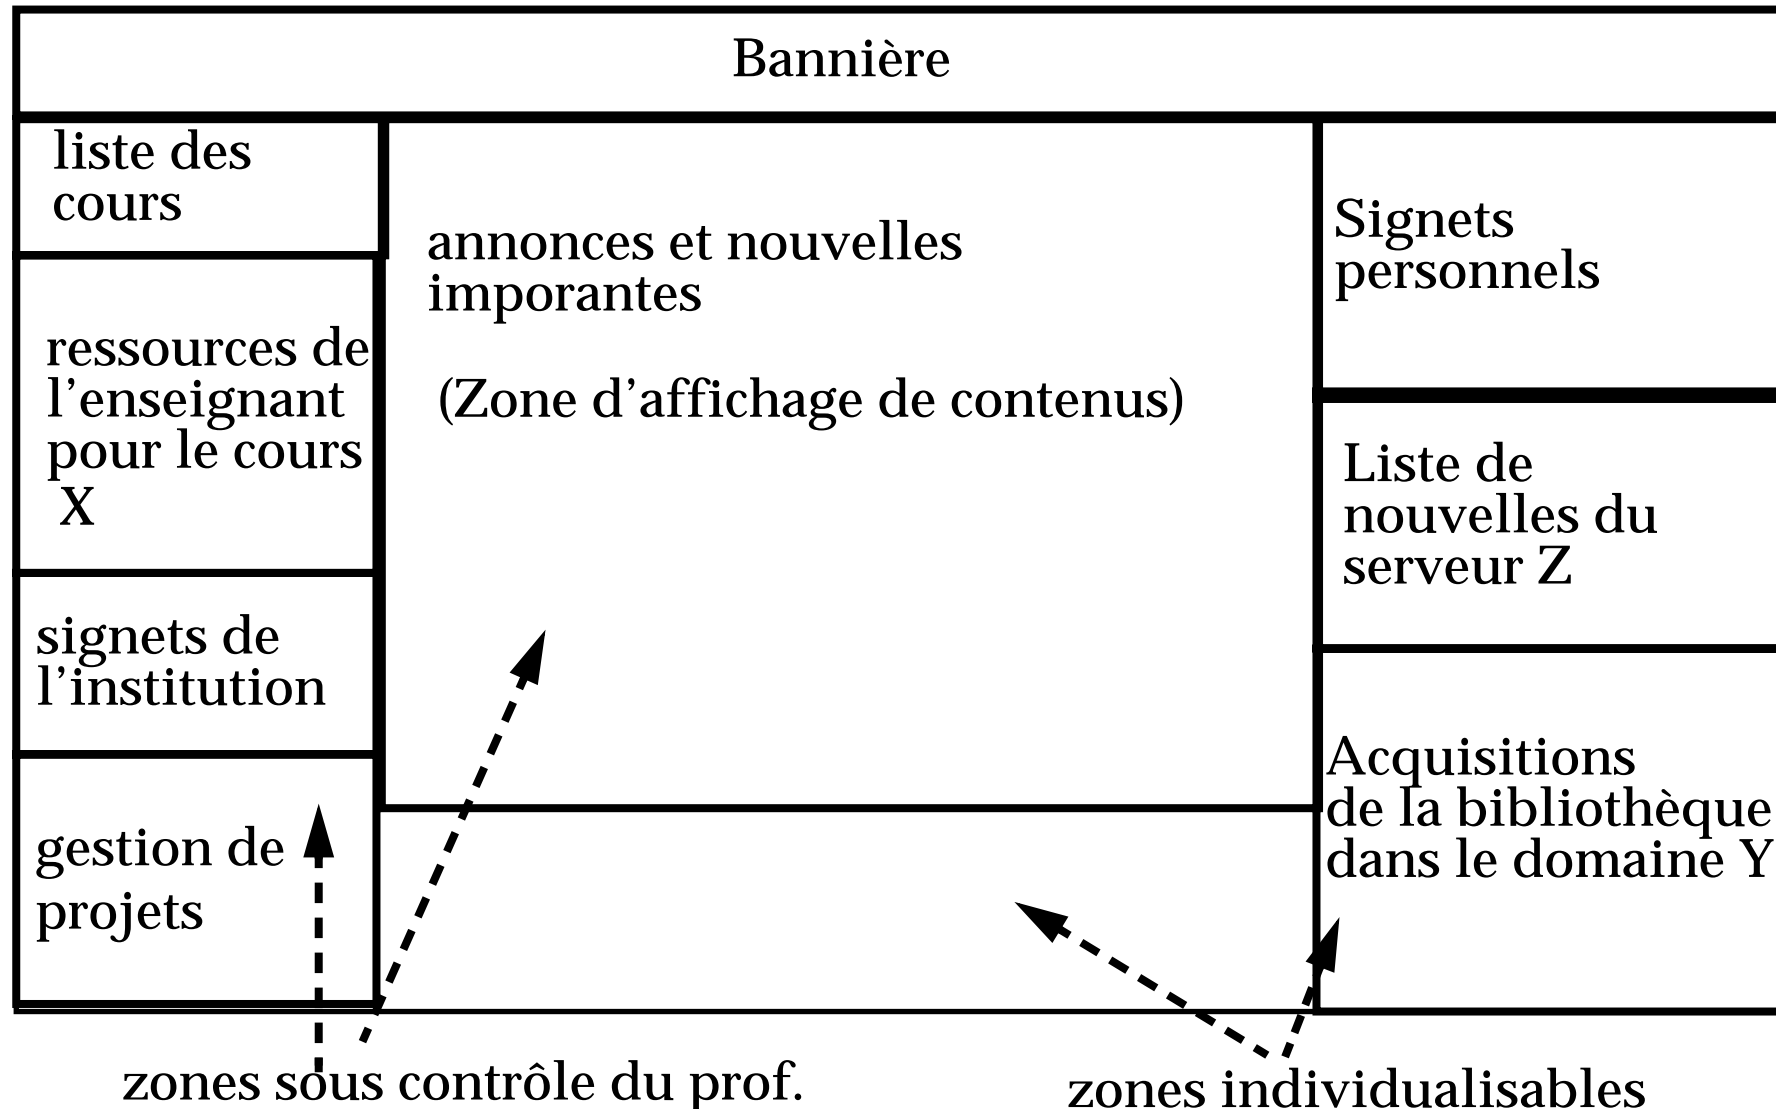 Bannière
liste des
cours
ressources de
l’enseignant
pour le cours
X
signets de
l’institution
gestion de
projets
annonces et nouvelles
imporantes
(Zone d’affichage de contenus)
Signets
personnels
Liste de
nouvelles du
serveur Z
Acquisitions
de la bibliothèque
dans le domaine Y
zones sous contrôle du prof.
zones individualisables